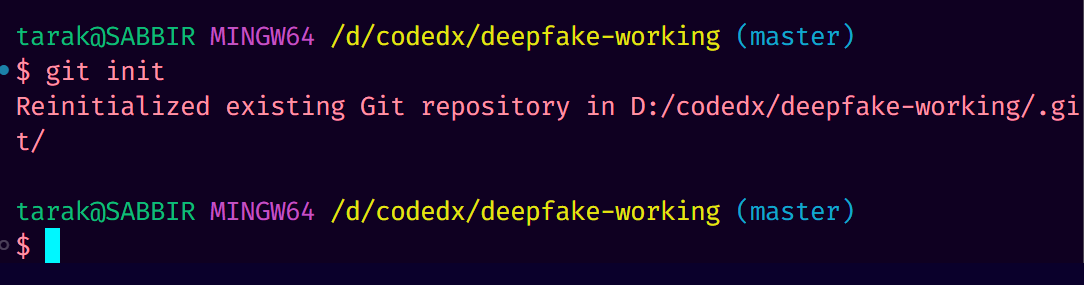 tarak@SABBIR MINGW64 /d/codedx/deepfake-working (master)
$ git init
Reinitialized existing Git repository in D:/codedx/deepfake-working/.gi
t/
tarak@SABBIR MINGW64 /d/codedx/deepfake-working (master)
$